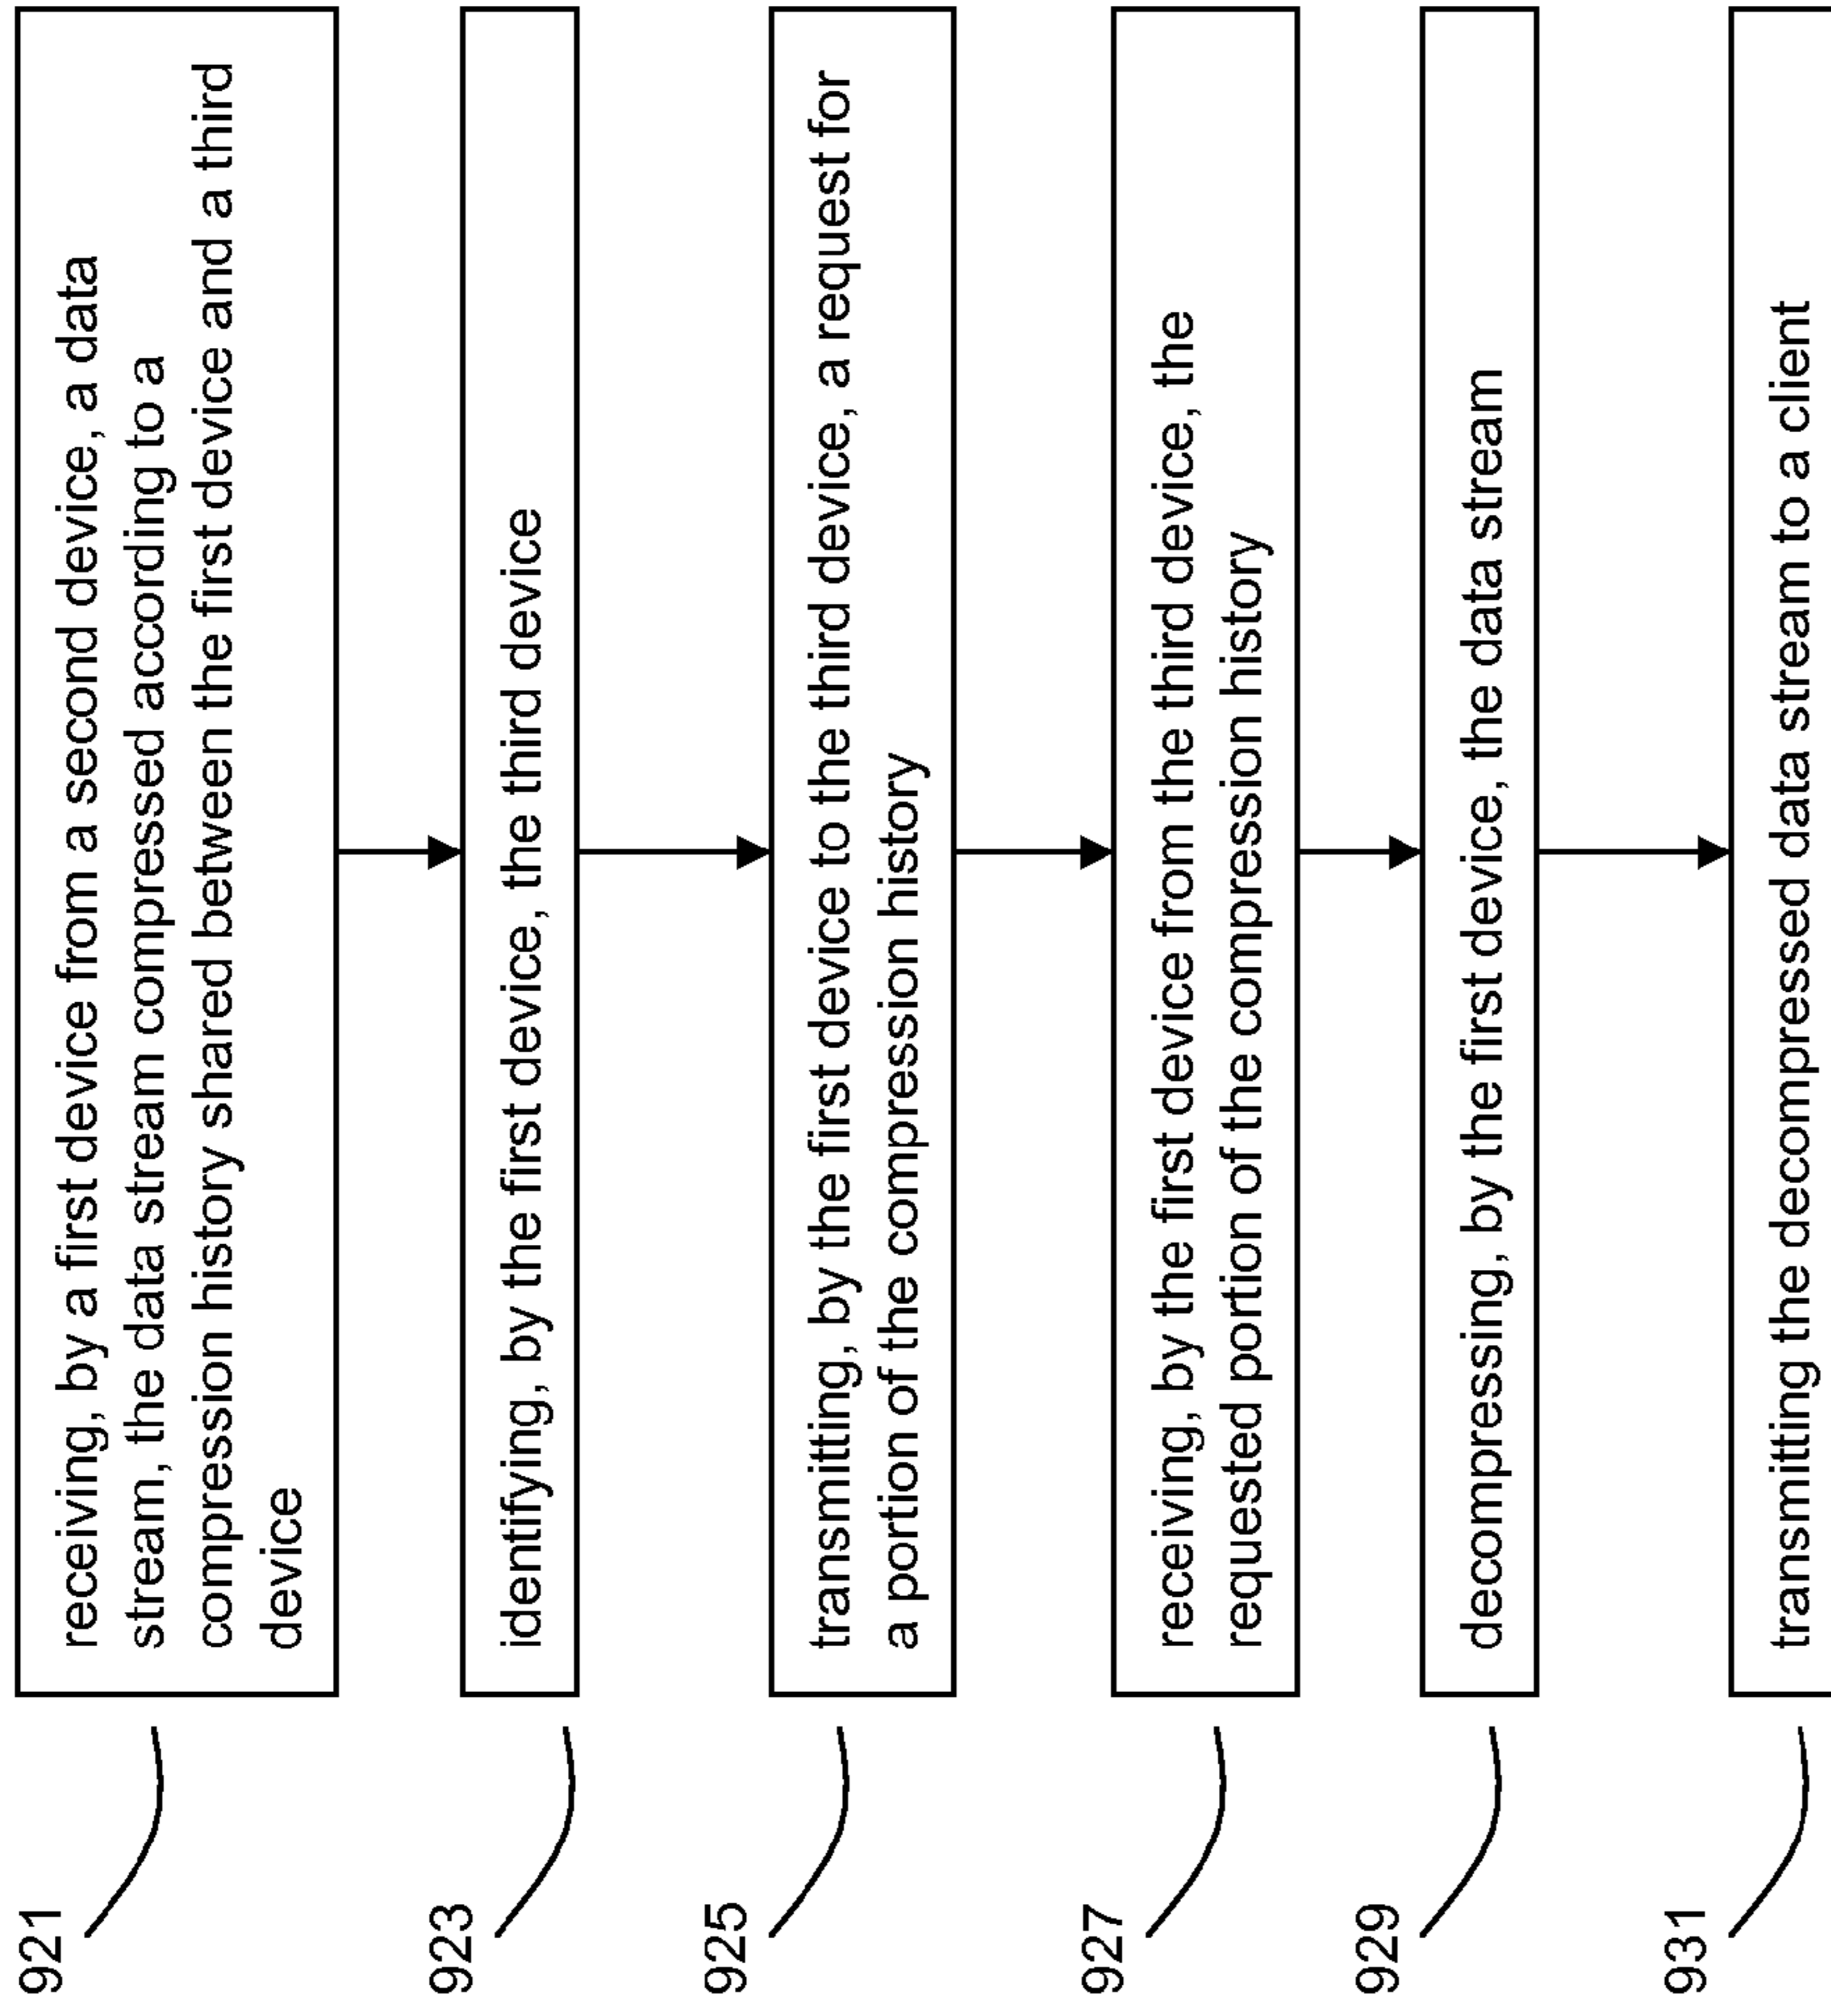 921
receiving, by a first device from a second device, a data
stream, the data stream compressed according to a
compression history shared between the first device and a third
device
923
identifying, by the first device, the third device
925
transmitting, by the first device to the third device, a request for
a portion of the compression history
927
receiving, by the first device from the third device, the
requested portion of the compression history
929
decompressing, by the first device, the data stream
931
transmitting the decompressed data stream to a client